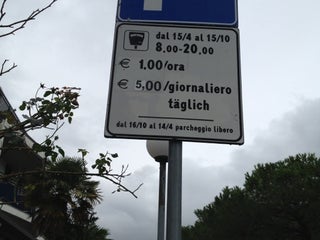 dal 15/4 al 15/10
8,00-20,00
€ 1,00/ora
€ 5,00/giornaliero
täglich
dal 16/10 al 14/4 parcheggio libero